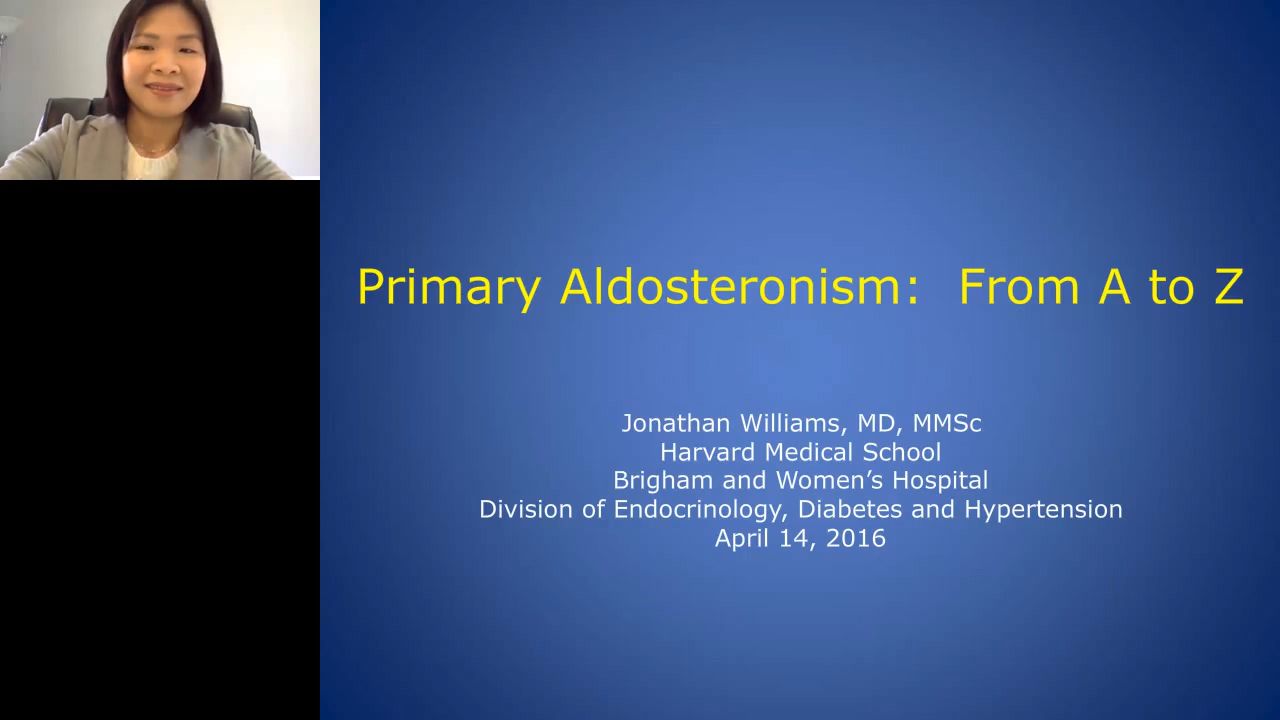 Primary Aldosteronism:  From A to Z
Jonathan Williams, MD, MMSc
Harvard Medical School
Brigham and Women’s Hospital
Division of Endocrinology, Diabetes and Hypertension
April 14, 2016